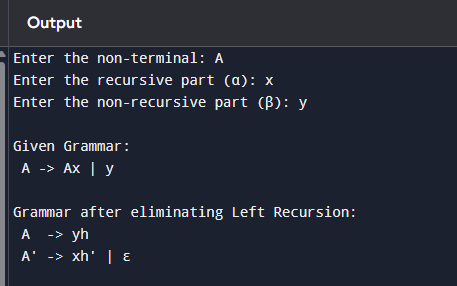 Output
Enter the non-terminal: A
Enter the recursive part (α): x
Enter the non-recursive part (β): y
Given Grammar:
A -> Ax | y
Grammar after eliminating Left Recursion:
A  -> yh
A' -> xh' | ε